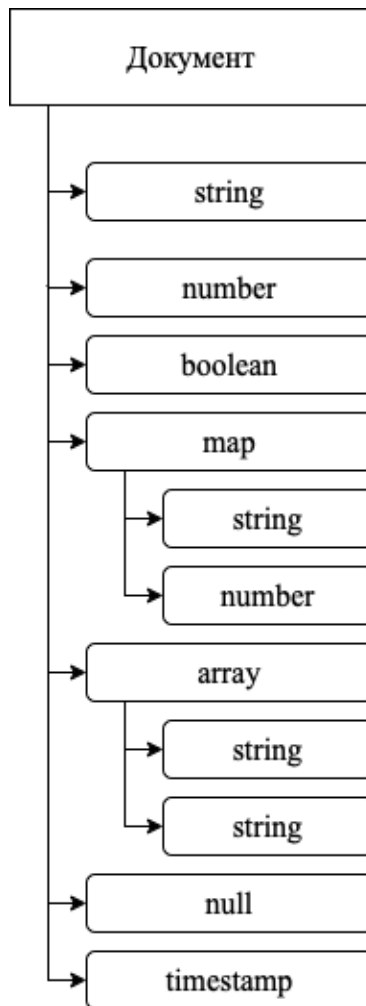 Документ
string
number
boolean
map
string
number
array
string
string
null
timestamp